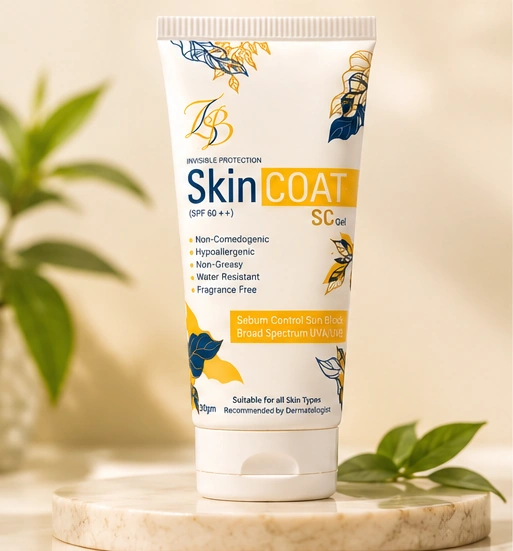 ZB
INVISIBLE PROTECTION
Skin COAT
(SPF 60 ++)
SC Gel
Non-Comedogenic
Hypoallergenic
Non-Greasy
Water Resistant
Fragrance Free
Sebum Control Sun Block
Broad Spectrum UVA/UVB
Suitable for all Skin Types
30gm Recommended by Dermatologist